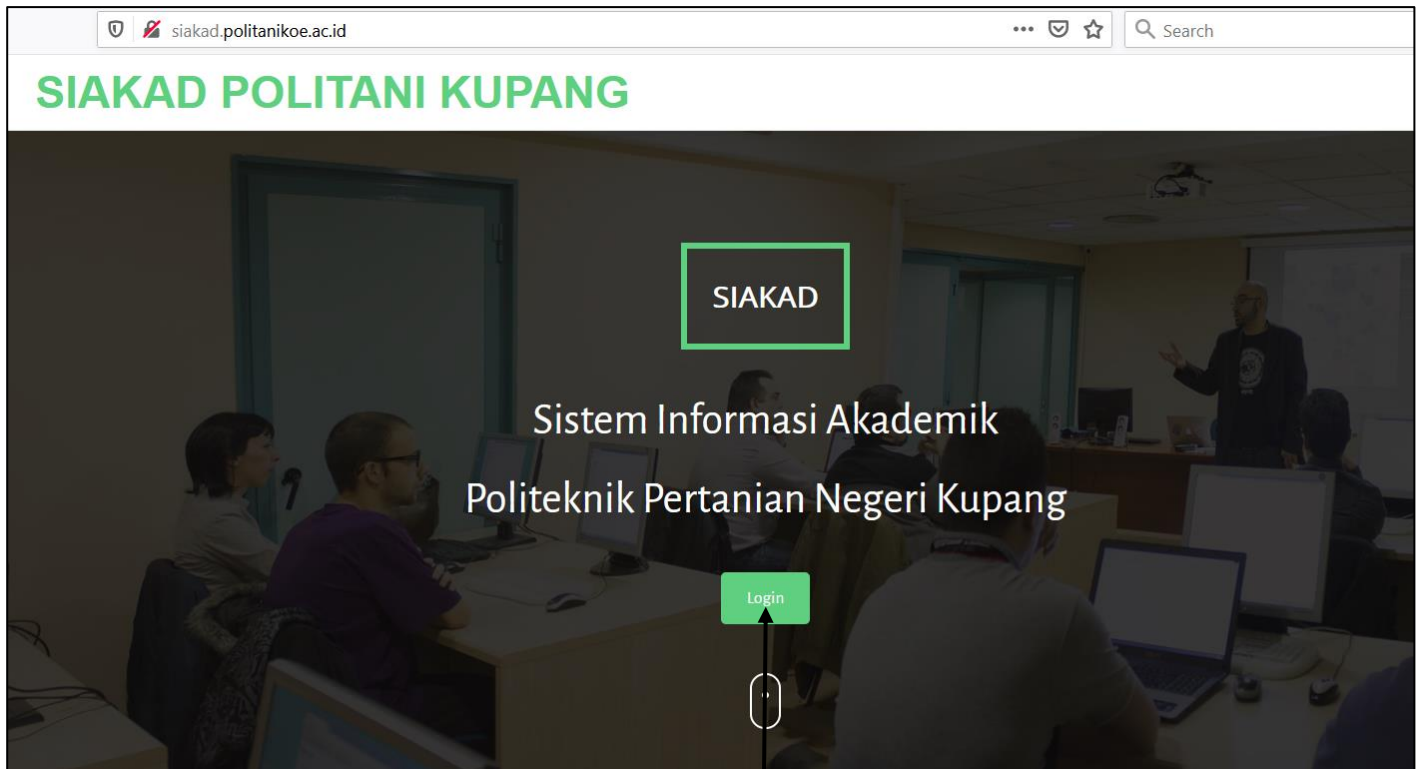 siakad.politanikoe.ac.id
Search
SIAKAD POLITANI KUPANG
SIAKAD
Sistem Informasi Akademik
Politeknik Pertanian Negeri Kupang
Login